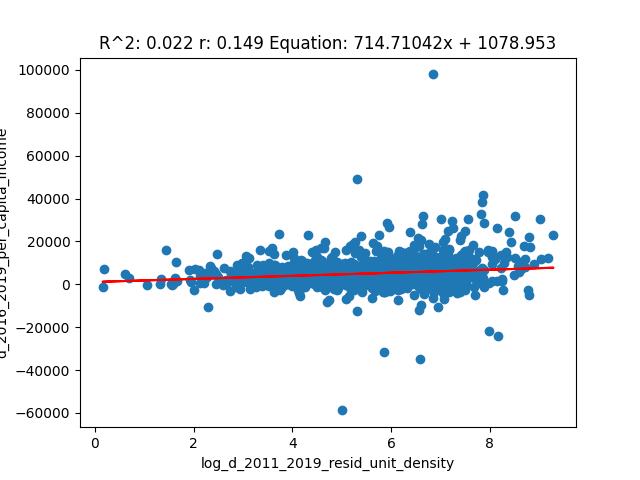 R^2: 0.022 r: 0.149 Equation: 714.71042x + 1078.953
100000
80000
60000
40000
20000
0
−20000
−40000
−60000
d_2016_2019_per_capita_income
0 2 4 6 8
log_d_2011_2019_resid_unit_density